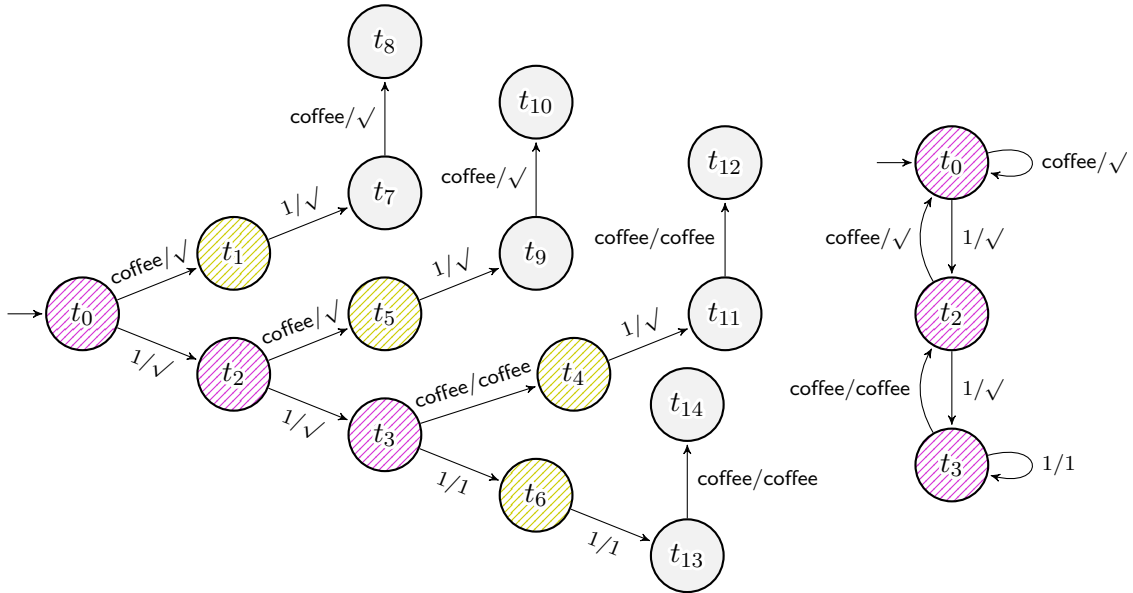 t₈
coffee/√
t₁₀
t₇
coffee/√
t₁₂
1/√
coffee/√
t₁
t₉
coffee/coffee
1/√
t₀
coffee/√
t₅
t₁₁
1/√
1/√
t₂
coffee/coffee
t₄
t₁₄
1/√
t₃
coffee/coffee
1/1
t₆
1/1
t₁₃
t₀
coffee/√
coffee/√
1/√
t₂
coffee/coffee
1/√
t₃
1/1